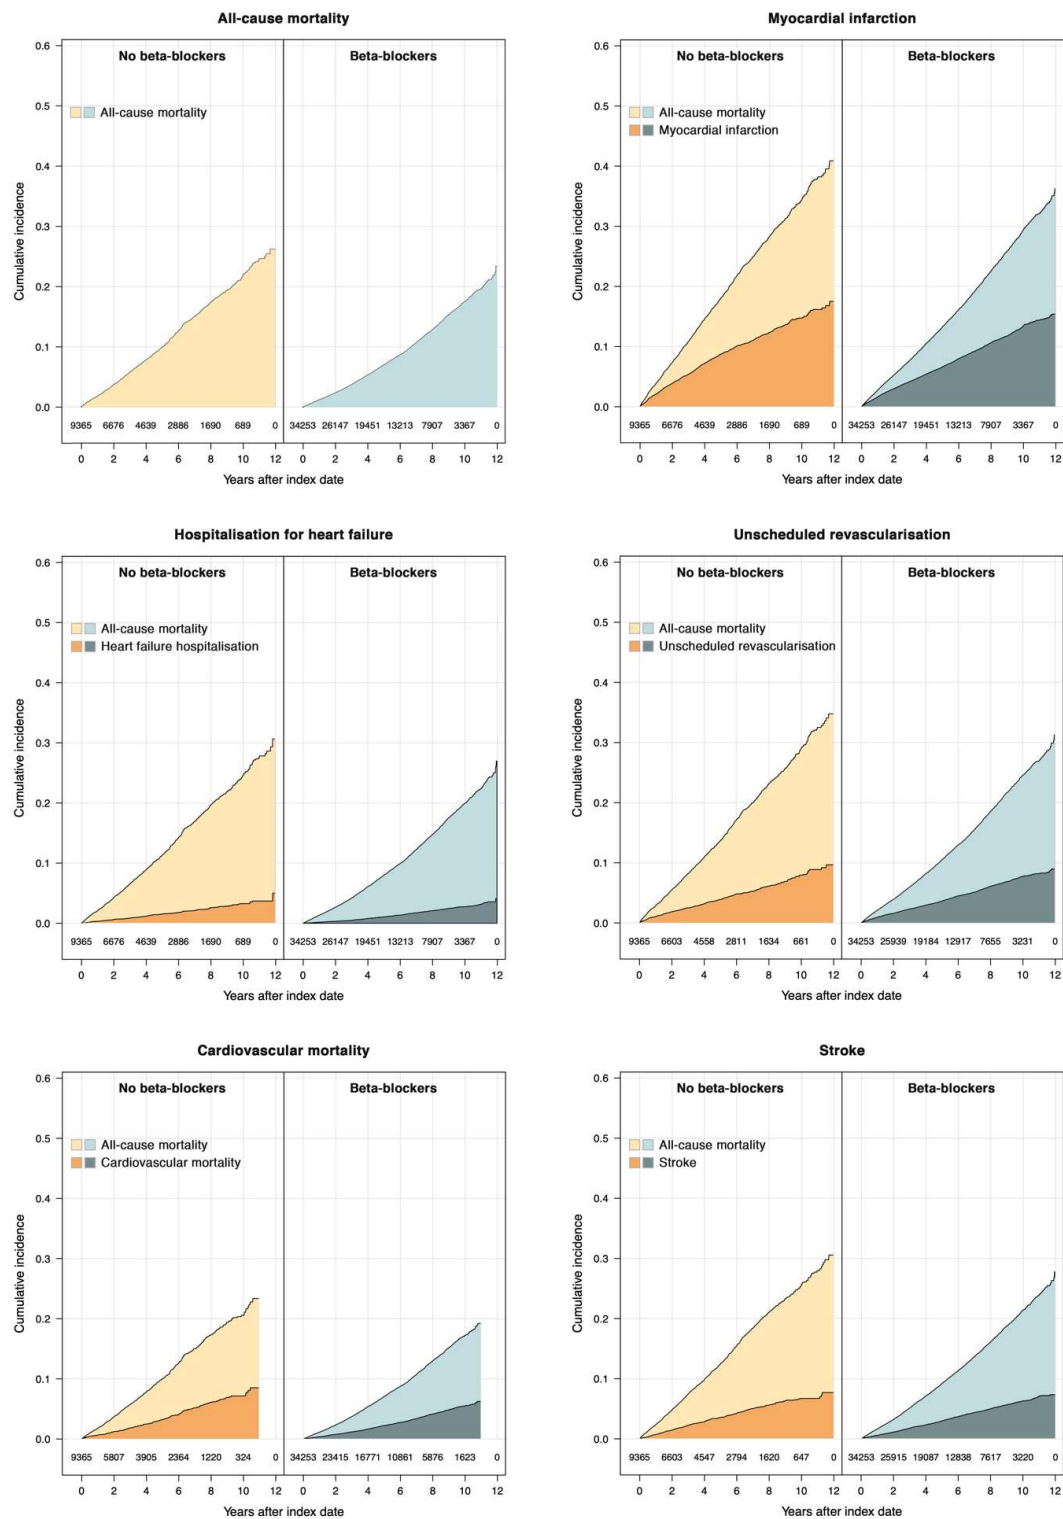 All-cause mortality
No beta-blockers Beta-blockers
All-cause mortality
Cumulative incidence
0.6
0.5
0.4
0.3
0.2
0.1
0.0
9365 6676 4639 2886 1690 689 0 34253 26147 19451 13213 7907 3367 0
0 2 4 6 8 10 12 0 2 4 6 8 10 12
Years after index date
Myocardial infarction
No beta-blockers Beta-blockers
All-cause mortality
Myocardial infarction
Cumulative incidence
0.6
0.5
0.4
0.3
0.2
0.1
0.0
9365 6676 4639 2886 1690 689 0 34253 26147 19451 13213 7907 3367 0
0 2 4 6 8 10 12 0 2 4 6 8 10 12
Years after index date
Hospitalisation for heart failure
No beta-blockers Beta-blockers
All-cause mortality
Heart failure hospitalisation
Cumulative incidence
0.6
0.5
0.4
0.3
0.2
0.1
0.0
9365 6676 4639 2886 1690 689 0 34253 26147 19451 13213 7907 3367 0
0 2 4 6 8 10 12 0 2 4 6 8 10 12
Years after index date
Unscheduled revascularisation
No beta-blockers Beta-blockers
All-cause mortality
Unscheduled revascularisation
Cumulative incidence
0.6
0.5
0.4
0.3
0.2
0.1
0.0
9365 6603 4558 2811 1634 661 0 34253 25939 19184 12917 7655 3231 0
0 2 4 6 8 10 12 0 2 4 6 8 10 12
Years after index date
Cardiovascular mortality
No beta-blockers Beta-blockers
All-cause mortality
Cardiovascular mortality
Cumulative incidence
0.6
0.5
0.4
0.3
0.2
0.1
0.0
9365 5807 3905 2364 1220 324 0 34253 23415 16771 10861 5876 1623 0
0 2 4 6 8 10 12 0 2 4 6 8 10 12
Years after index date
Stroke
No beta-blockers Beta-blockers
All-cause mortality
Stroke
Cumulative incidence
0.6
0.5
0.4
0.3
0.2
0.1
0.0
9365 6603 4547 2794 1620 647 0 34253 25915 19087 12838 7617 3220 0
0 2 4 6 8 10 12 0 2 4 6 8 10 12
Years after index date